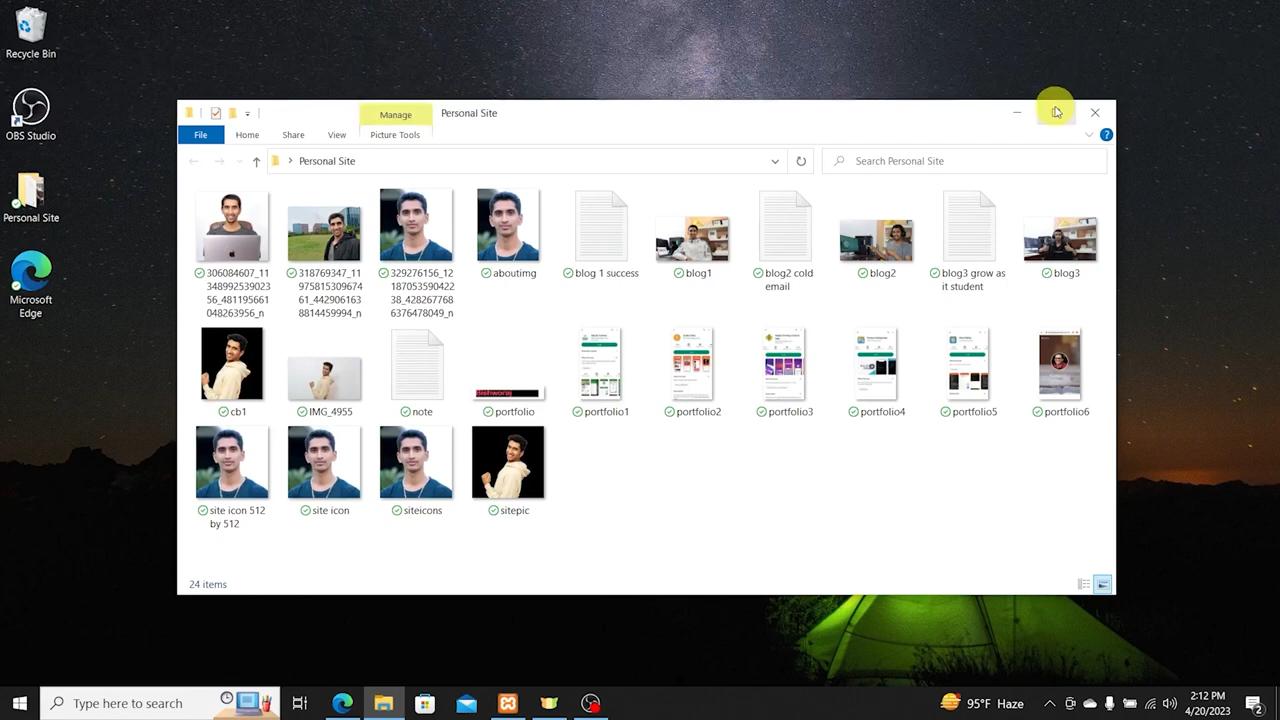 Recycle Bin
OBS Studio
Personal Site
Microsoft
Edge
Manage
Personal Site
File
Home
Share
View
Picture Tools
Personal Site
Search Personal Site
306084607_11
348992539023
56_481195661
048263956_n
318769347_11
975815309674
61_442906163
8814459994_n
329276156_12
187053590422
38_428267768
6376478049_n
aboutimg
blog 1 success
blog1
blog2 cold
email
blog2
blog3 grow as
it student
blog3
cb1
IMG_4955
note
Bishworaj
portfolio
portfolio1
portfolio2
portfolio3
portfolio4
portfolio5
portfolio6
site icon 512
by 512
site icon
siteicons
sitepic
24 items
Type here to search
95°F Haze
2:12 PM
4/20/2023
2